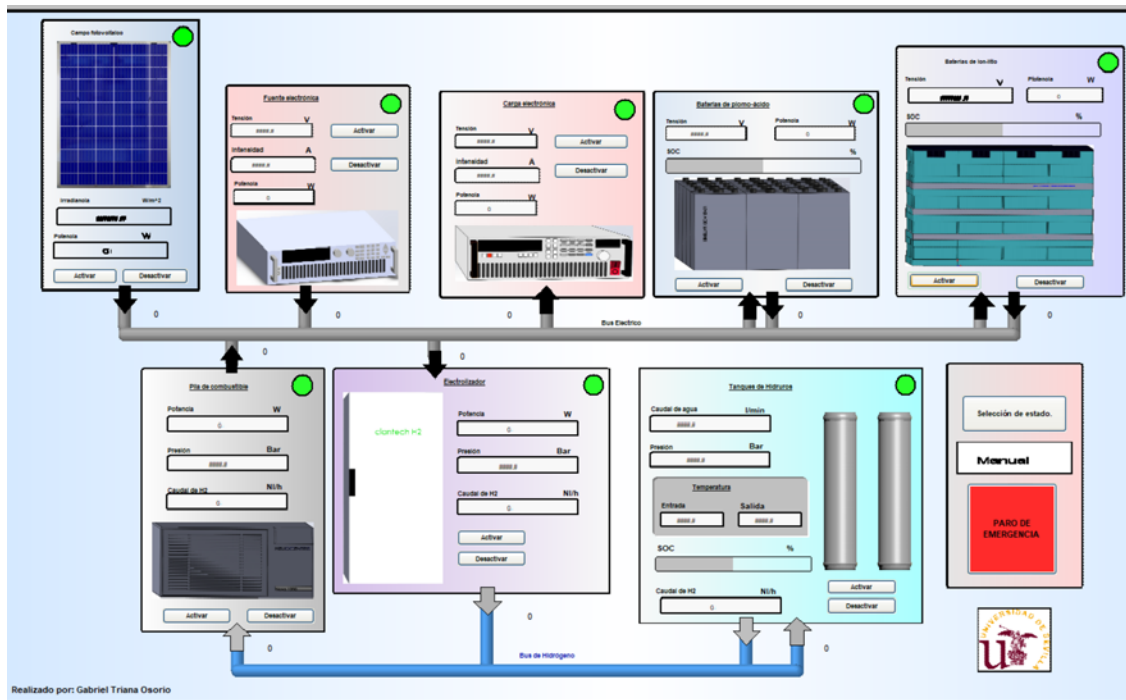 Campo fotovoltaico
Irradiancia W/m^2
Potencia W
Activar Desactivar
Fuente electrónica
Tensión V
####.#
Activar
Intensidad A
####.#
Desactivar
Potencia W
0
Carga electrónica
Tensión V
####.#
Activar
Intensidad A
####.#
Desactivar
Potencia W
0
Baterías de plomo-ácido
Tensión V Potencia W
####.# 0
SOC %
Activar Desactivar
Baterías de ion-litio
Tensión V Potencia W
0
SOC %
Activar Desactivar
0 0 0 0 0
Bus Electrico
0 0
Pila de combustible
Potencia W
0
Presión Bar
####.#
Caudal de H2 Nl/h
0
Activar Desactivar
Electrolizador
clantech H2
Potencia W
0
Presión Bar
####.#
Caudal de H2 Nl/h
0
Activar
Desactivar
Tanques de Hidruros
Caudal de agua l/min
####.#
Presión Bar
####.#
Temperatura
Entrada Salida
####.# ####.#
SOC %
Caudal de H2 Nl/h
0
Activar
Desactivar
Selección de estado.
Manual
PARO DE
EMERGENCIA
0 0 0
Bus de Hidrógeno
UNIVERSIDAD DE SEVILLA
Realizado por: Gabriel Triana Osorio